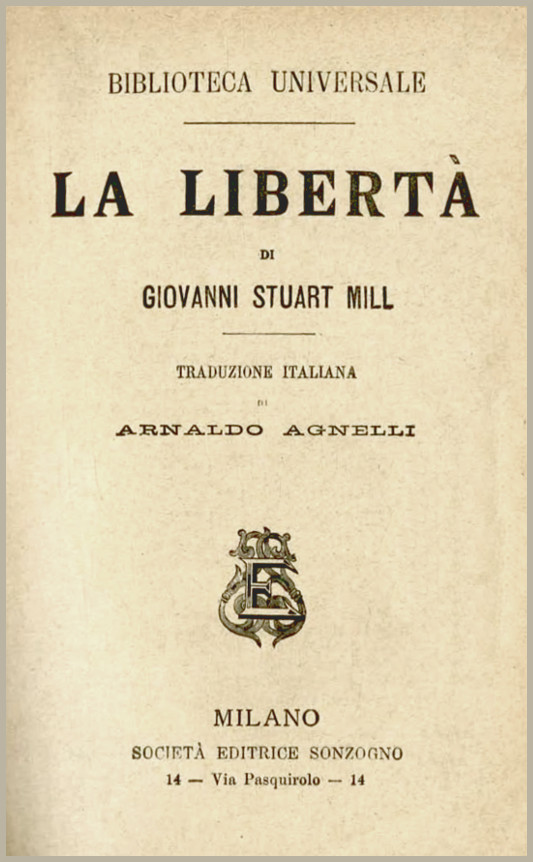 BIBLIOTECA UNIVERSALE
LA LIBERTÀ
DI
GIOVANNI STUART MILL
TRADUZIONE ITALIANA
DI
ARNALDO AGNELLI
MILANO
SOCIETÀ EDITRICE SONZOGNO
14 — Via Pasquirolo — 14